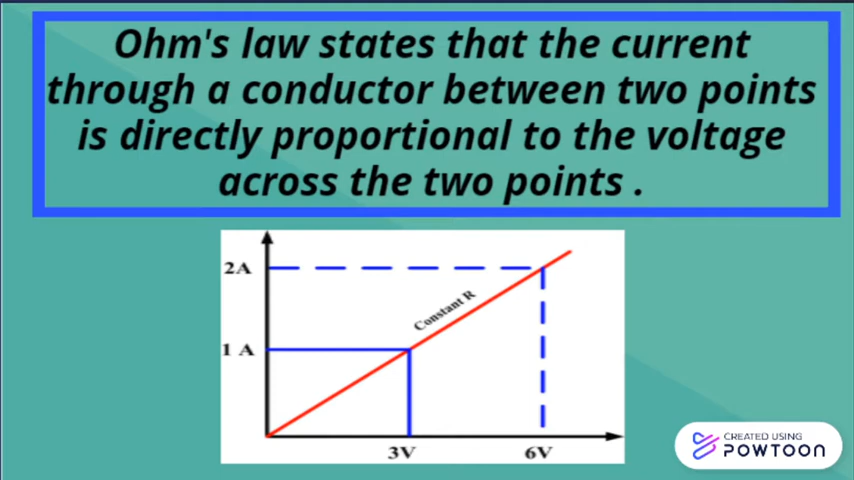 Ohm's law states that the current
through a conductor between two points
is directly proportional to the voltage
across the two points .
2A
Constant R
1 A
3V
6V
CREATED USING
POWTOON